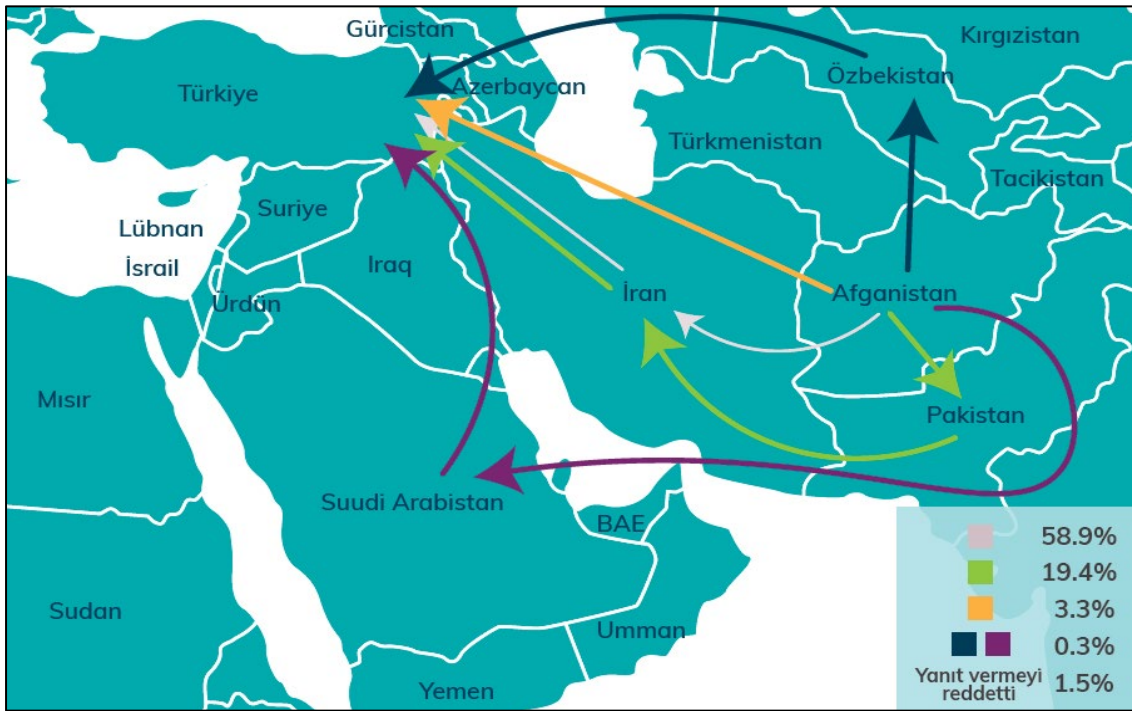 Gürcistan
Kırgızistan
Özbekistan
Azerbaycan
Türkiye
Türkmenistan
Tacikistan
Suriye
Lübnan
İsrail
Iraq
Ürdün
İran
Afganistan
Mısır
Pakistan
Suudi Arabistan
BAE
Sudan
Umman
Yemen
58.9%
19.4%
3.3%
0.3%
Yanıt vermeyi
reddetti
1.5%